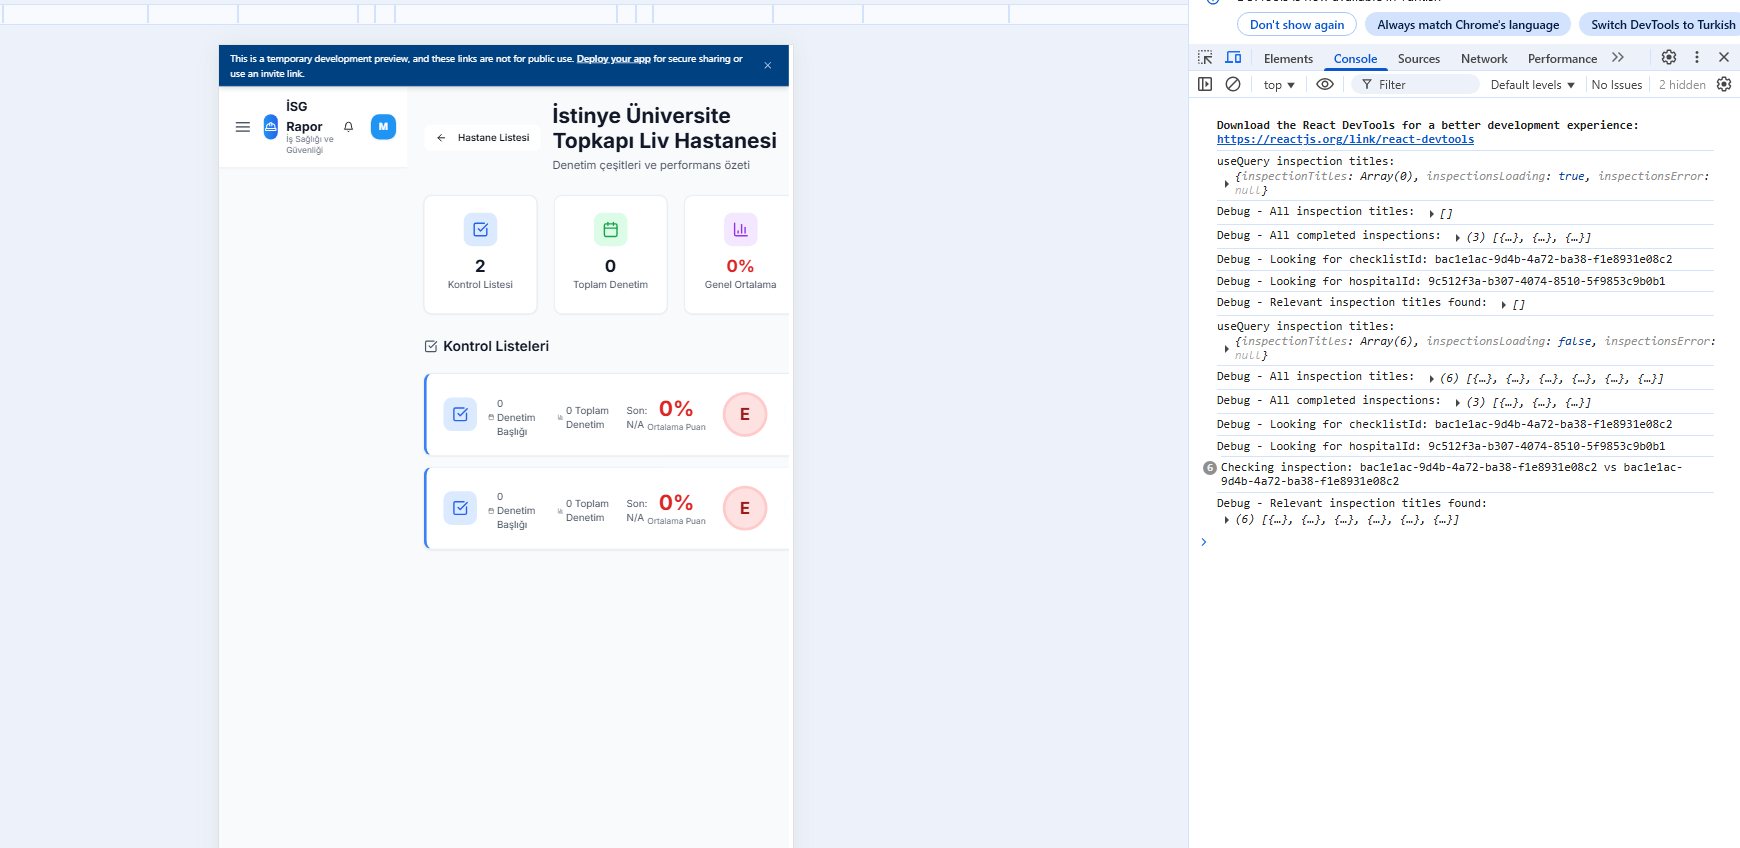 This is a temporary development preview, and these links are not for public use. Deploy your app for secure sharing or
use an invite link.
İSG
Rapor
İş Sağlığı ve
Güvenliği
M
Hastane Listesi
İstinye Üniversite
Topkapı Liv Hastanesi
Denetim çeşitleri ve performans özeti
2
Kontrol Listesi
0
Toplam Denetim
0%
Genel Ortalama
Kontrol Listeleri
0
Denetim
Başlığı
0 Toplam
Denetim
Son:
N/A
0%
Ortalama Puan
E
0
Denetim
Başlığı
0 Toplam
Denetim
Son:
N/A
0%
Ortalama Puan
E
Don't show again
Always match Chrome's language
Switch DevTools to Turkish
Elements
Console
Sources
Network
Performance
top
Filter
Default levels
No Issues
2 hidden
Download the React DevTools for a better development experience:
https://reactjs.org/link/react-devtools
useQuery inspection titles:
{inspectionTitles: Array(0), inspectionsLoading: true, inspectionsError:
null}
Debug - All inspection titles: []
Debug - All completed inspections: (3) [{…}, {…}, {…}]
Debug - Looking for checklistId: bac1e1ac-9d4b-4a72-ba38-f1e8931e08c2
Debug - Looking for hospitalId: 9c512f3a-b307-4074-8510-5f9853c9b0b1
Debug - Relevant inspection titles found: []
useQuery inspection titles:
{inspectionTitles: Array(6), inspectionsLoading: false, inspectionsError:
null}
Debug - All inspection titles: (6) [{…}, {…}, {…}, {…}, {…}, {…}]
Debug - All completed inspections: (3) [{…}, {…}, {…}]
Debug - Looking for checklistId: bac1e1ac-9d4b-4a72-ba38-f1e8931e08c2
Debug - Looking for hospitalId: 9c512f3a-b307-4074-8510-5f9853c9b0b1
6 Checking inspection: bac1e1ac-9d4b-4a72-ba38-f1e8931e08c2 vs bac1e1ac-
9d4b-4a72-ba38-f1e8931e08c2
Debug - Relevant inspection titles found:
(6) [{…}, {…}, {…}, {…}, {…}, {…}]